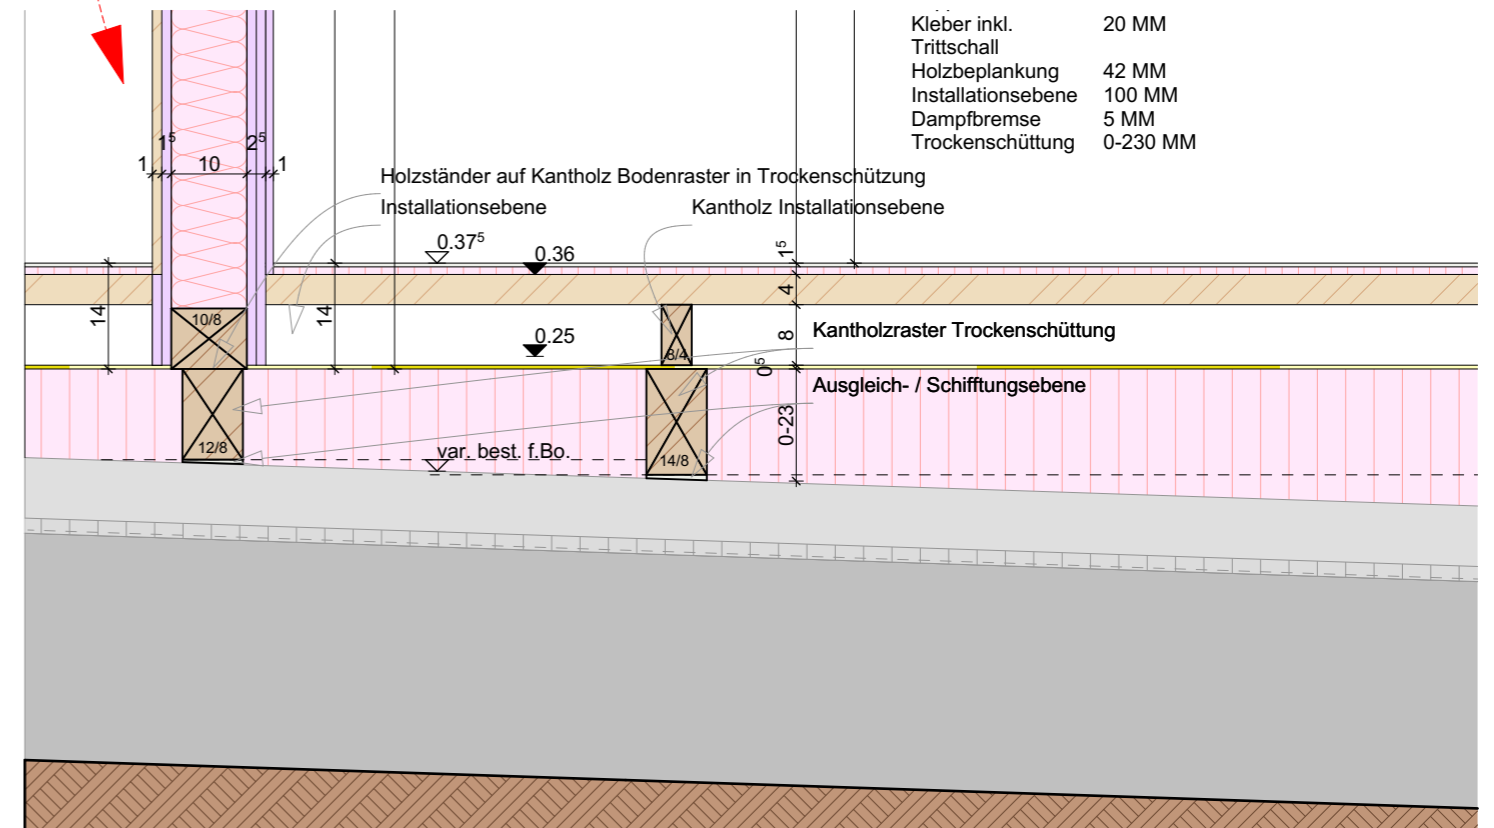 Kleber inkl. 20 MM
Trittschall
Holzbeplankung 42 MM
Installationsebene 100 MM
Dampfbremse 5 MM
Trockenschüttung 0-230 MM
1 1⁵ 10 2⁵ 1
Holzständer auf Kantholz Bodenraster in Trockenschützung
Installationsebene Kantholz Installationsebene
0.37⁵ 0.36 1⁵
4
14 10/8 14
0.25 8 Kantholzraster Trockenschüttung
8/4
0⁵
Ausgleich- / Schifftungsebene
0-23
12/8 var. best. f.Bo. 14/8